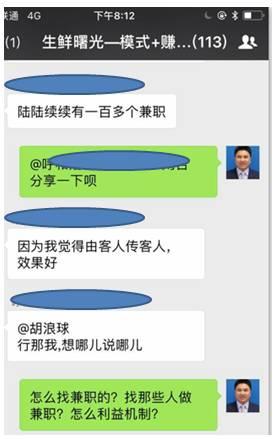 联通 4G 下午8:12
(1) 生鲜曙光—模式+赚...(113)
陆陆续续有一百多个兼职
分享一下呗
因为我觉得由客人传客人,
效果好
@胡浪球
行那我,想哪儿说哪儿
怎么找兼职的？找那些人做
兼职？怎么利益机制？